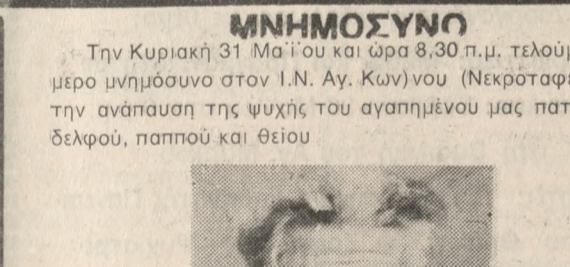 ΜΝΗΜΟΣΥΝΟ
Την Κυριακή 31 Μαΐου και ώρα 8,30 π.μ. τελούμ
μερο μνημόσυνο στον Ι.Ν. Αγ. Κων)νου (Νεκροταφε
την ανάπαυση της ψυχής του αγαπημένου μας πατ
δελφού, παππού και θείου